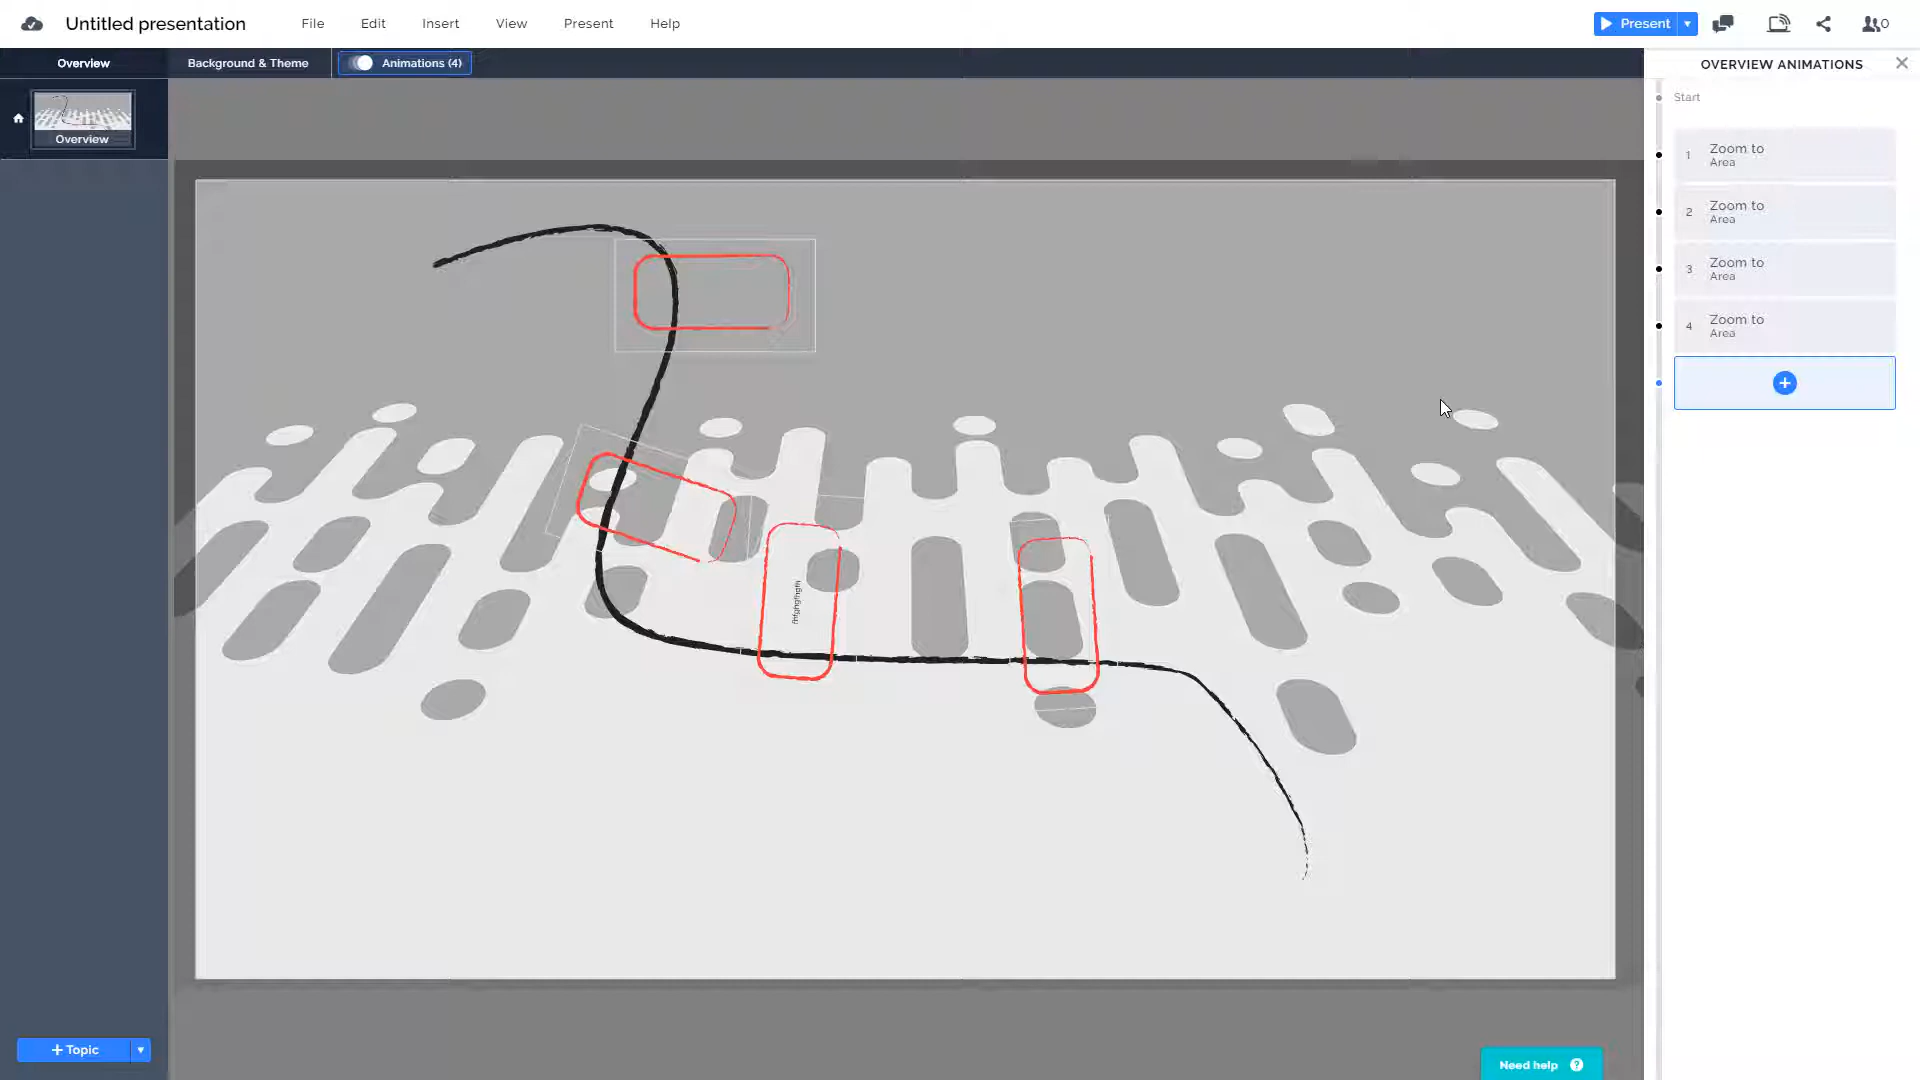 Untitled presentation File Edit Insert View Present Help Present 0
Overview Background & Theme Animations (4) OVERVIEW ANIMATIONS
Start
Overview
1 Zoom to
Area
2 Zoom to
Area
3 Zoom to
Area
4 Zoom to
Area
+ Topic
Need help ?